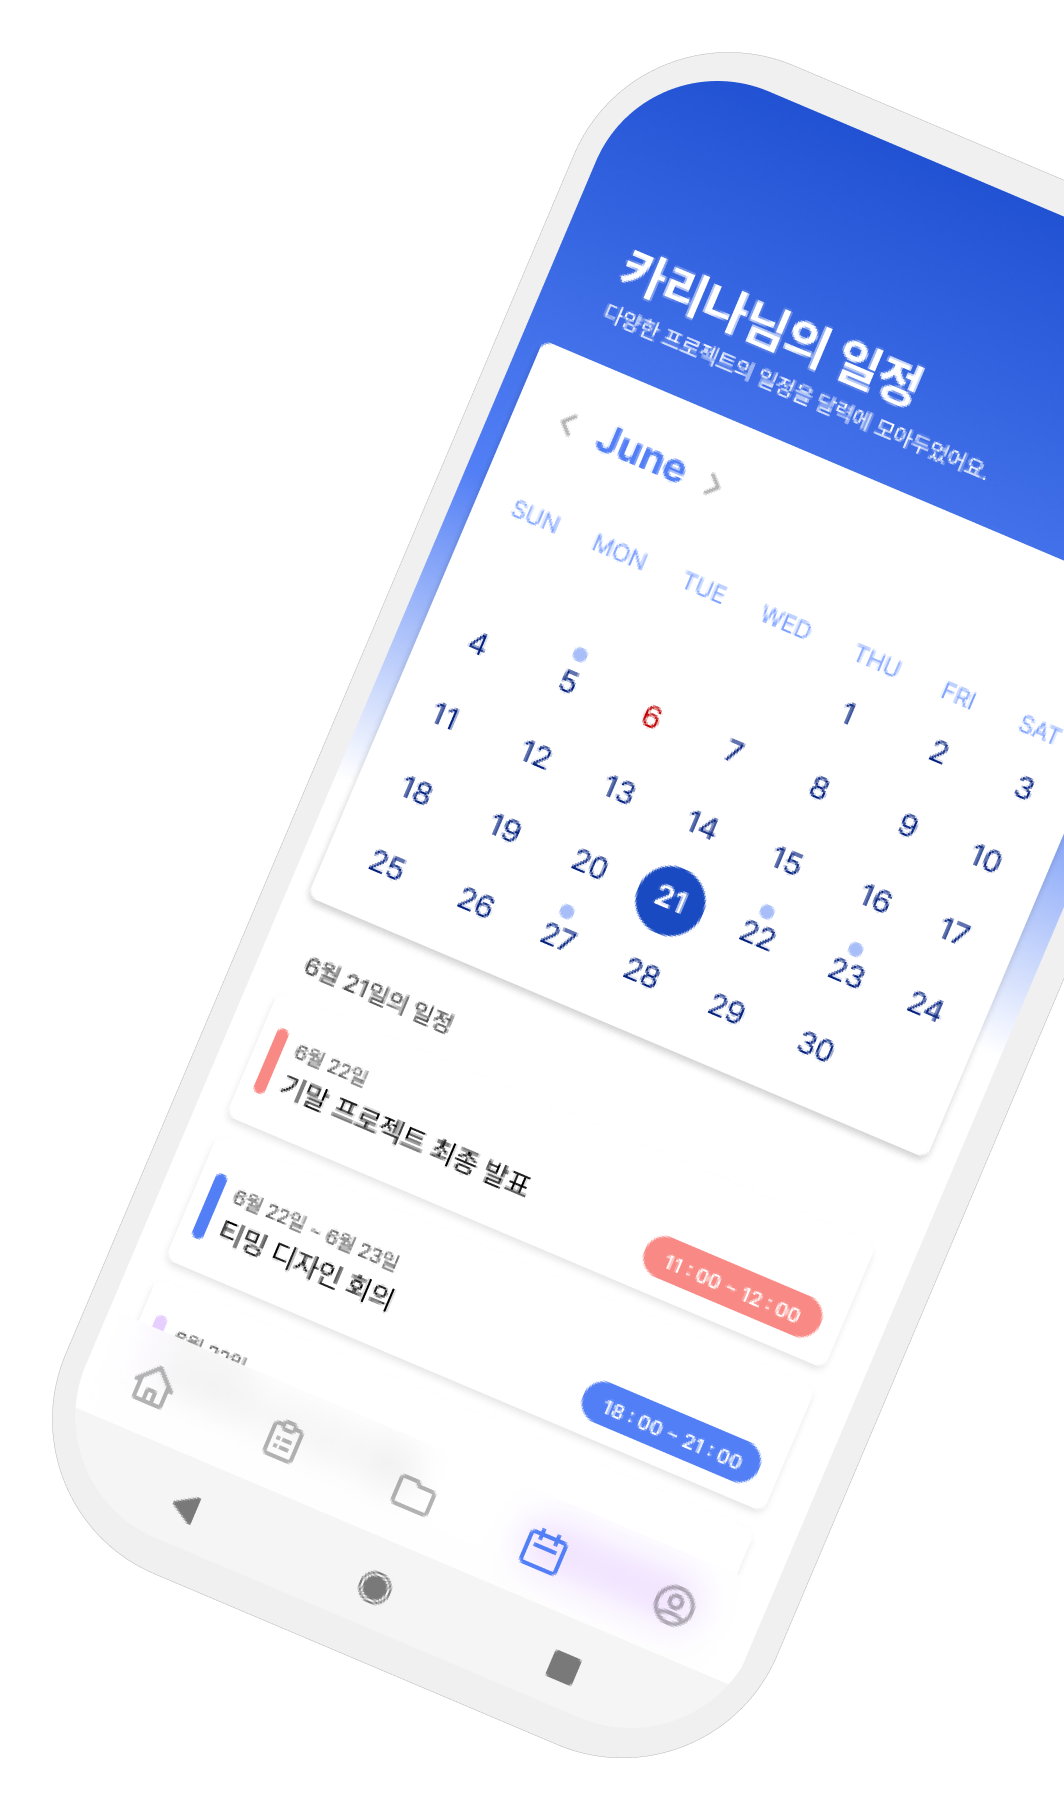 카리나님의 일정
다양한 프로젝트의 일정을 달력에 모아두었어요.
June
SUN MON TUE WED THU FRI SAT
1 2 3
4 5 6 7 8 9 10
11 12 13 14 15 16 17
18 19 20 21 22 23 24
25 26 27 28 29 30
6월 21일의 일정
6월 22일
기말 프로젝트 최종 발표
11 : 00 ~ 12 : 00
6월 22일 ~ 6월 23일
티밍 디자인 회의
18 : 00 ~ 21 : 00